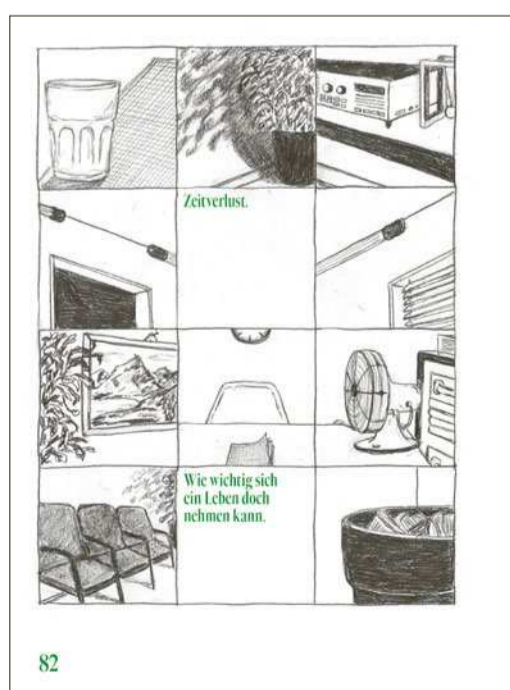 Zeitverlust.
Wie wichtig sich
ein Leben doch
nehmen kann.
82